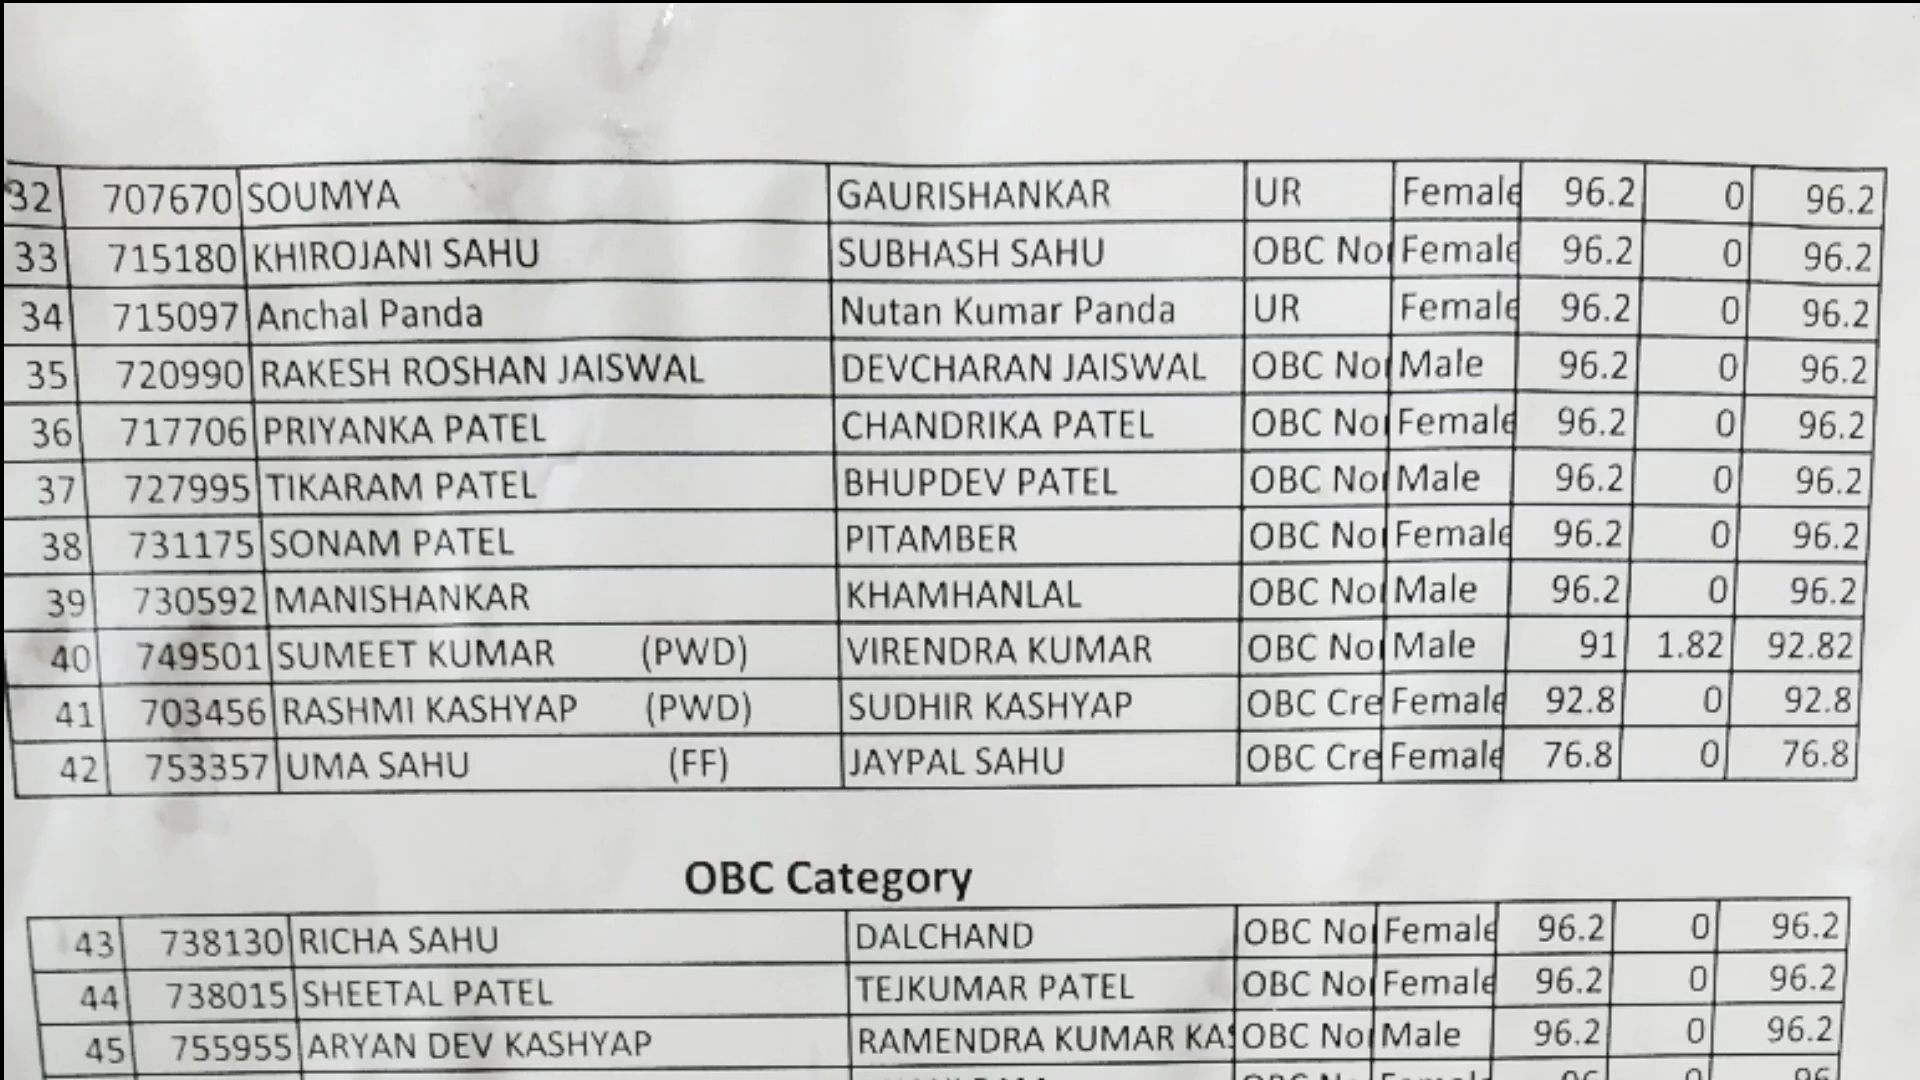 32 707670 SOUMYA GAURISHANKAR UR Female 96.2 0 96.2
33 715180 KHIROJANI SAHU SUBHASH SAHU OBC No Female 96.2 0 96.2
34 715097 Anchal Panda Nutan Kumar Panda UR Female 96.2 0 96.2
35 720990 RAKESH ROSHAN JAISWAL DEVCHARAN JAISWAL OBC No Male 96.2 0 96.2
36 717706 PRIYANKA PATEL CHANDRIKA PATEL OBC No Female 96.2 0 96.2
37 727995 TIKARAM PATEL BHUPDEV PATEL OBC No Male 96.2 0 96.2
38 731175 SONAM PATEL PITAMBER OBC No Female 96.2 0 96.2
39 730592 MANISHANKAR KHAMHANLAL OBC No Male 96.2 0 96.2
40 749501 SUMEET KUMAR (PWD) VIRENDRA KUMAR OBC No Male 91 1.82 92.82
41 703456 RASHMI KASHYAP (PWD) SUDHIR KASHYAP OBC Cre Female 92.8 0 92.8
42 753357 UMA SAHU (FF) JAYPAL SAHU OBC Cre Female 76.8 0 76.8
OBC Category
43 738130 RICHA SAHU DALCHAND OBC No Female 96.2 0 96.2
44 738015 SHEETAL PATEL TEJKUMAR PATEL OBC No Female 96.2 0 96.2
45 755955 ARYAN DEV KASHYAP RAMENDRA KUMAR KAS OBC No Male 96.2 0 96.2